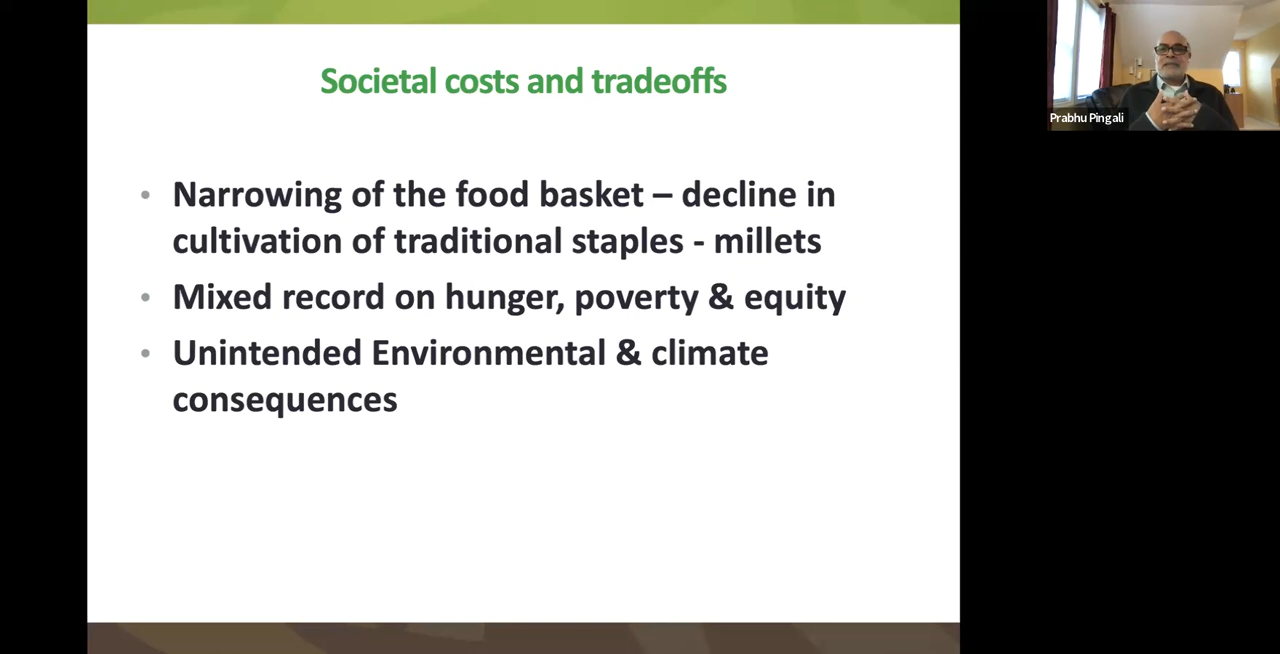 Societal costs and tradeoffs
• Narrowing of the food basket – decline in
cultivation of traditional staples - millets
• Mixed record on hunger, poverty & equity
• Unintended Environmental & climate
consequences
Prabhu Pingali